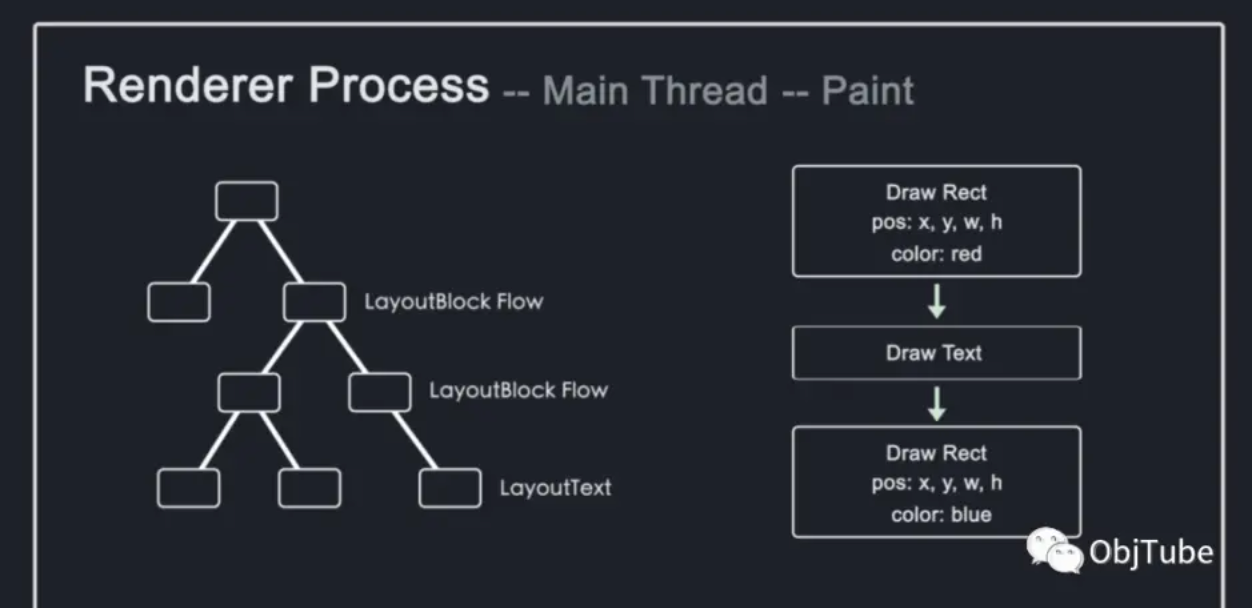 Renderer Process -- Main Thread -- Paint
LayoutBlock Flow
LayoutBlock Flow
LayoutText
Draw Rect
pos: x, y, w, h
color: red
Draw Text
Draw Rect
pos: x, y, w, h
color: blue
ObjTube